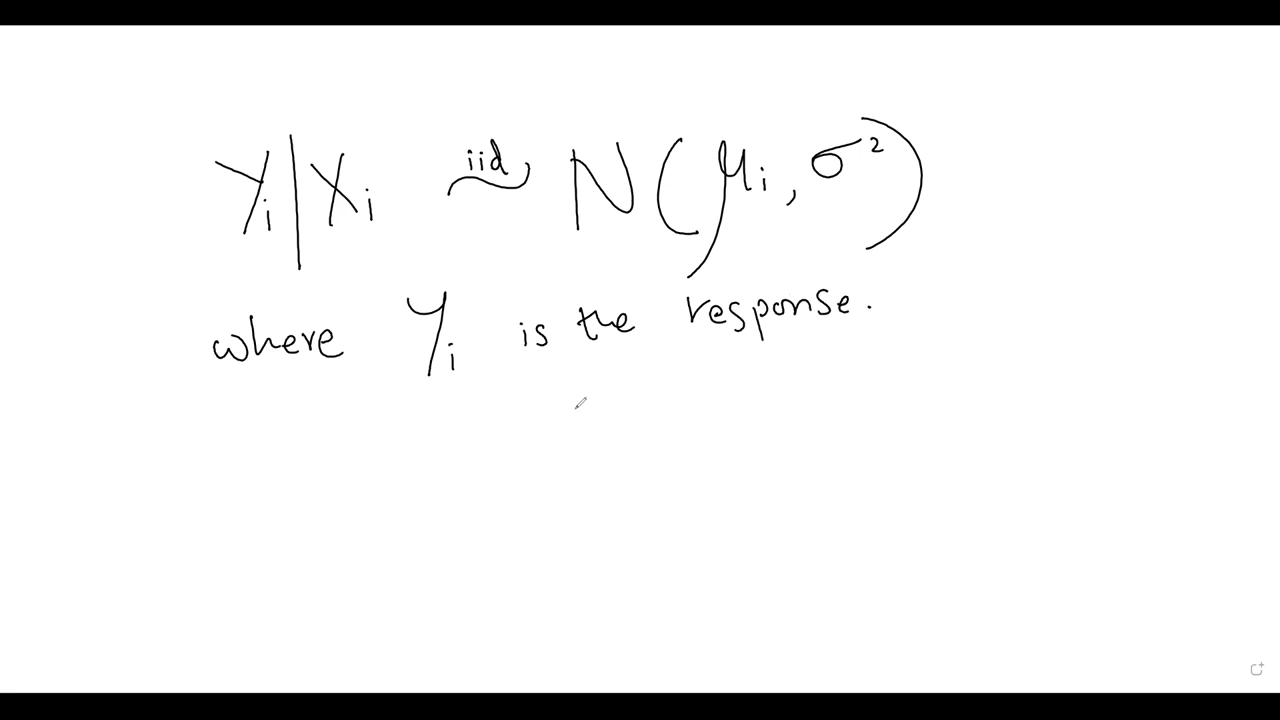 Yi|Xi iid ~ N(μi, σ²)
where Yi is the response.